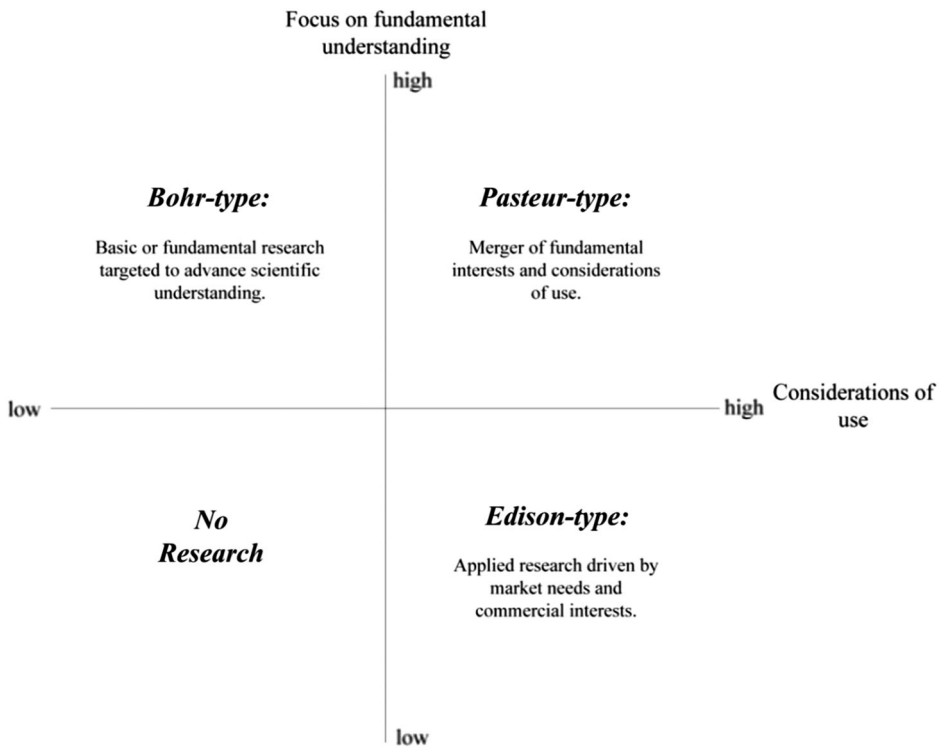 Focus on fundamental
understanding
high
Bohr-type:
Basic or fundamental research
targeted to advance scientific
understanding.
Pasteur-type:
Merger of fundamental
interests and considerations
of use.
low
high
Considerations of
use
No
Research
Edison-type:
Applied research driven by
market needs and
commercial interests.
low